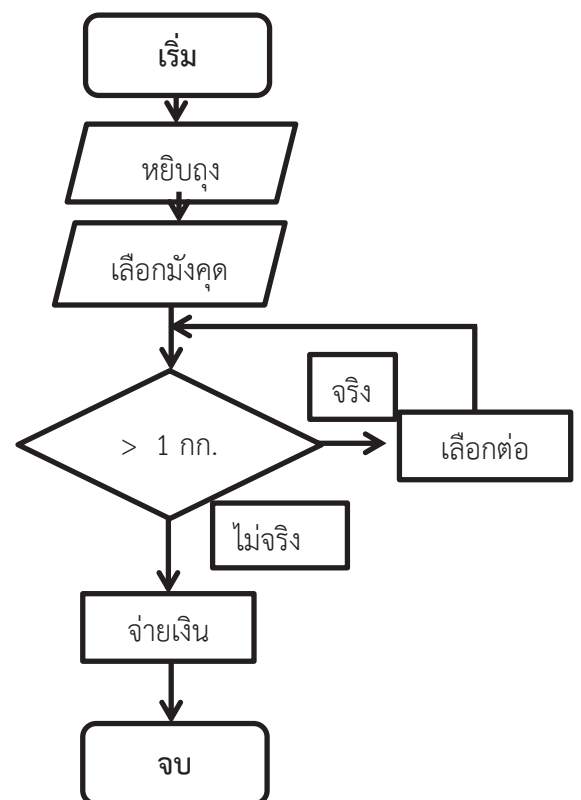 เริ่ม
หยิบถุง
เลือกมังคุด
จริง
> 1 กก.
เลือกต่อ
ไม่จริง
จ่ายเงิน
จบ